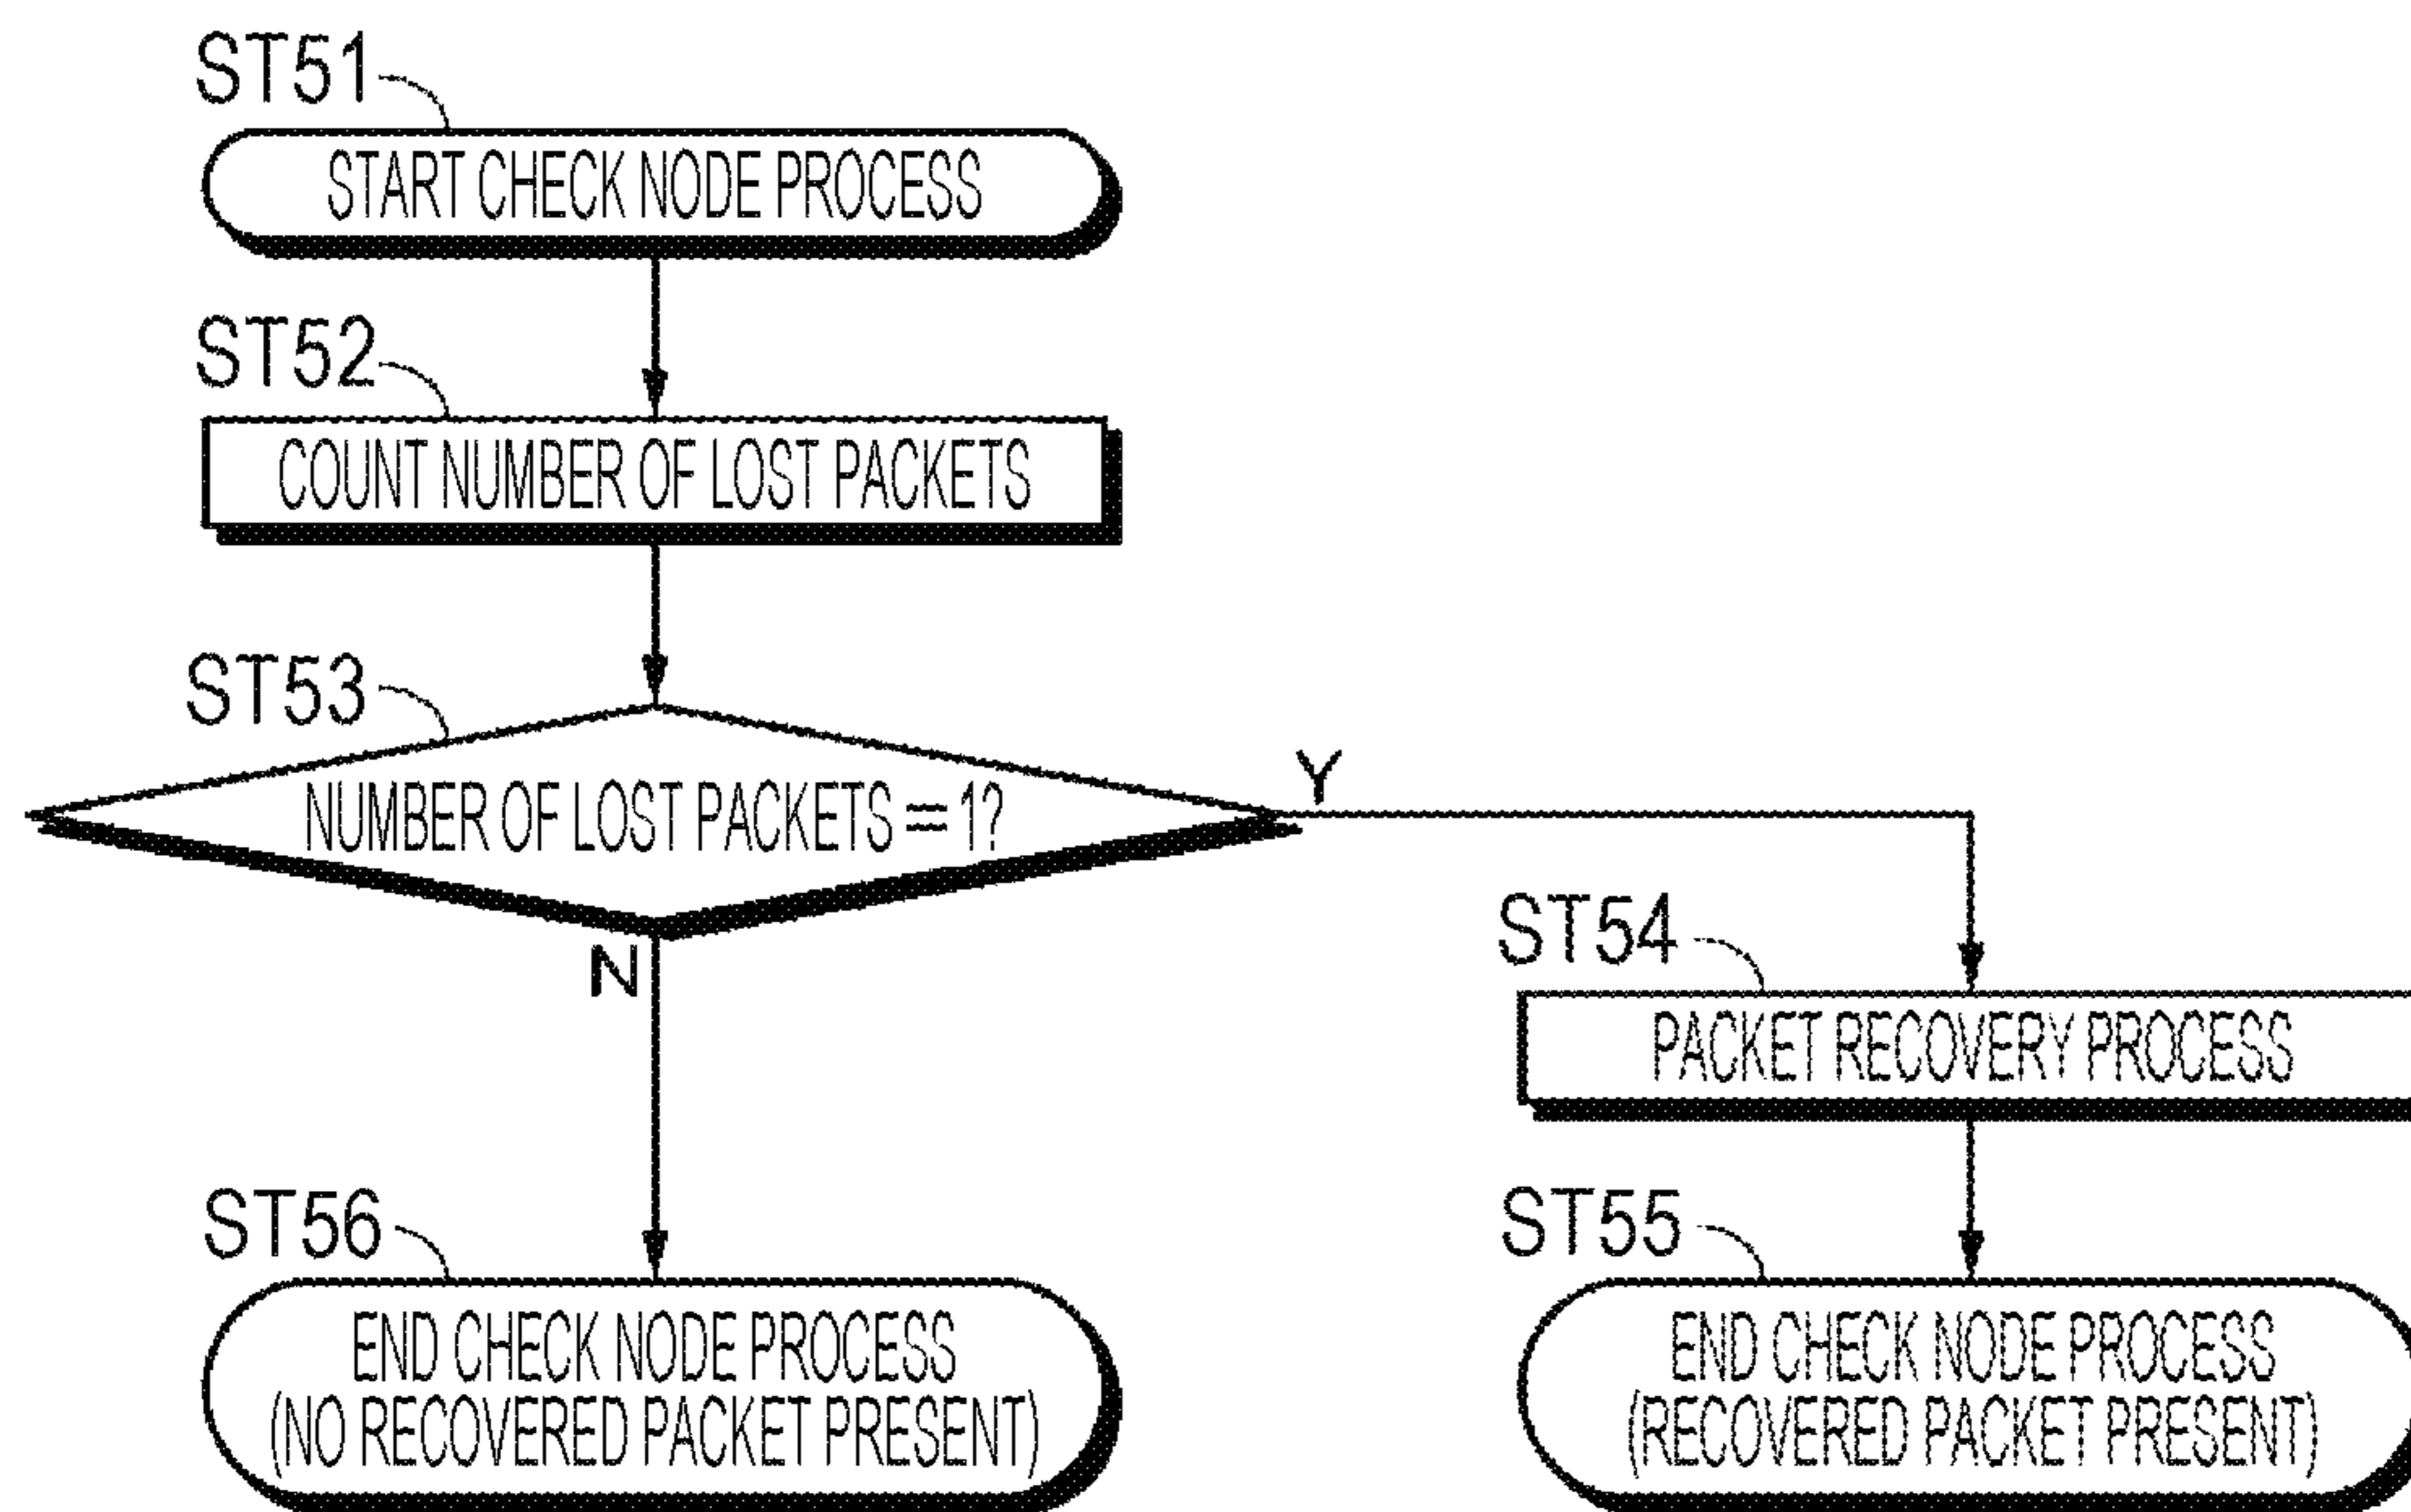 ST51
START CHECK NODE PROCESS
ST52
COUNT NUMBER OF LOST PACKETS
ST53
NUMBER OF LOST PACKETS == 1?
Y
N
ST54
PACKET RECOVERY PROCESS
ST56
END CHECK NODE PROCESS
(NO RECOVERED PACKET PRESENT)
ST55
END CHECK NODE PROCESS
(RECOVERED PACKET PRESENT)